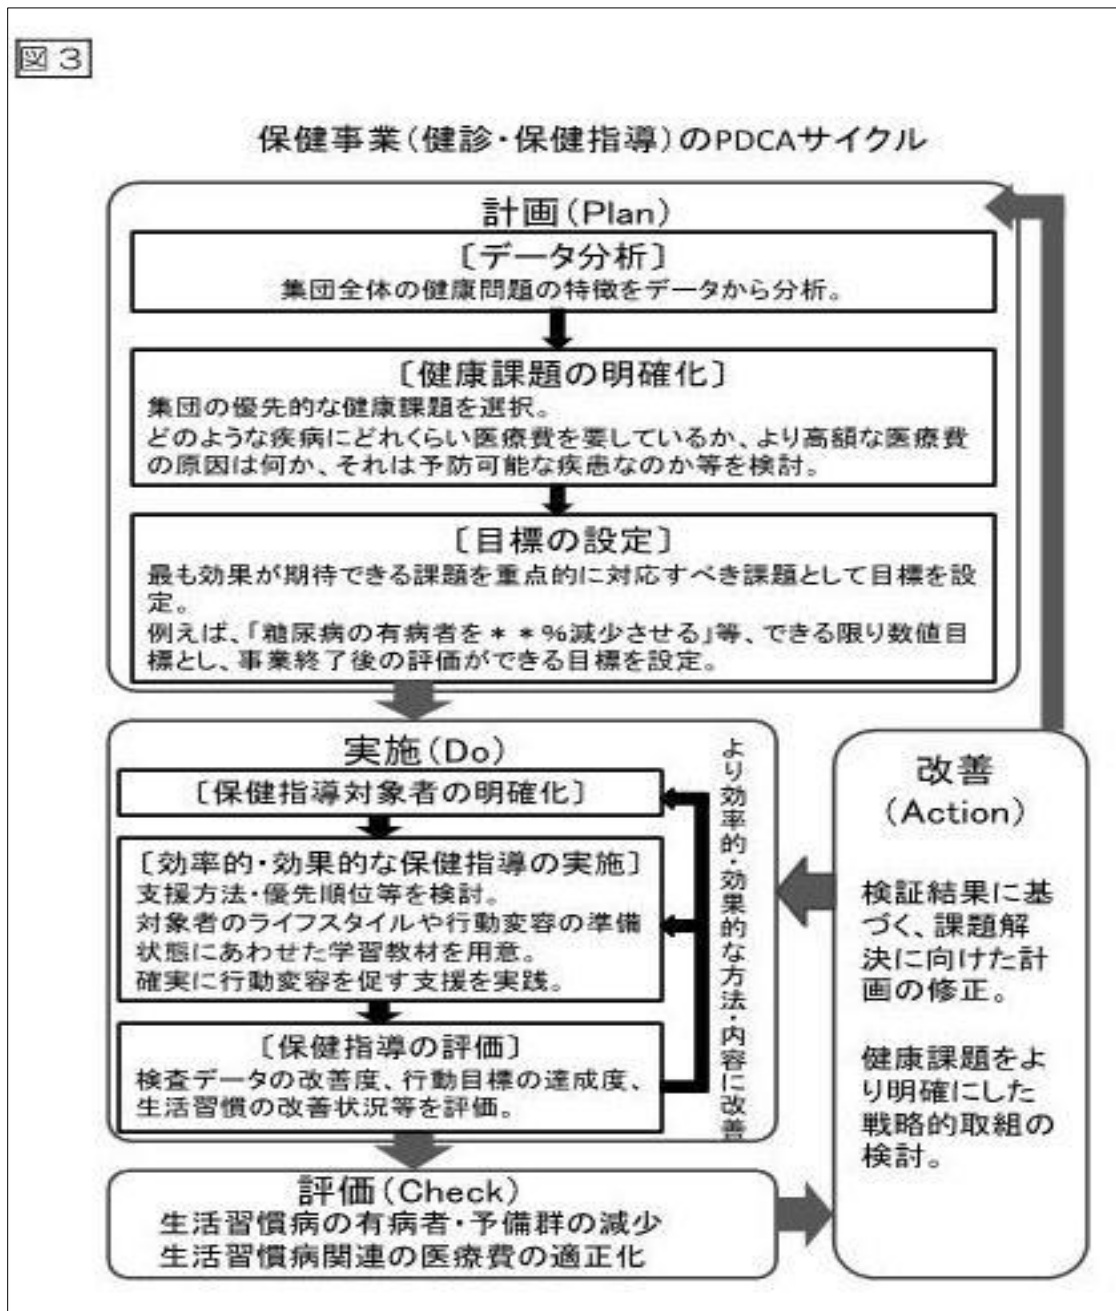 図3
保健事業(健診・保健指導)のPDCAサイクル
計画(Plan)
〔データ分析〕
集団全体の健康問題の特徴をデータから分析。
〔健康課題の明確化〕
集団の優先的な健康課題を選択。
どのような疾病にどれくらい医療費を要しているか、より高額な医療費
の原因は何か、それは予防可能な疾患なのか等を検討。
〔目標の設定〕
最も効果が期待できる課題を重点的に対応すべき課題として目標を設
定。
例えば、「糖尿病の有病者を**%減少させる」等、できる限り数値目
標とし、事業終了後の評価ができる目標を設定。
実施(Do)
〔保健指導対象者の明確化〕
〔効率的・効果的な保健指導の実施〕
支援方法・優先順位等を検討。
対象者のライフスタイルや行動変容の準備
状態にあわせた学習教材を用意。
確実に行動変容を促す支援を実践。
〔保健指導の評価〕
検査データの改善度、行動目標の達成度、
生活習慣の改善状況等を評価。
より効率的・効果的な方法・内容に改善
評価(Check)
生活習慣病の有病者・予備群の減少
生活習慣病関連の医療費の適正化
改善
(Action)
検証結果に基
づく、課題解
決に向けた計
画の修正。
健康課題をよ
り明確にした
戦略的取組の
検討。